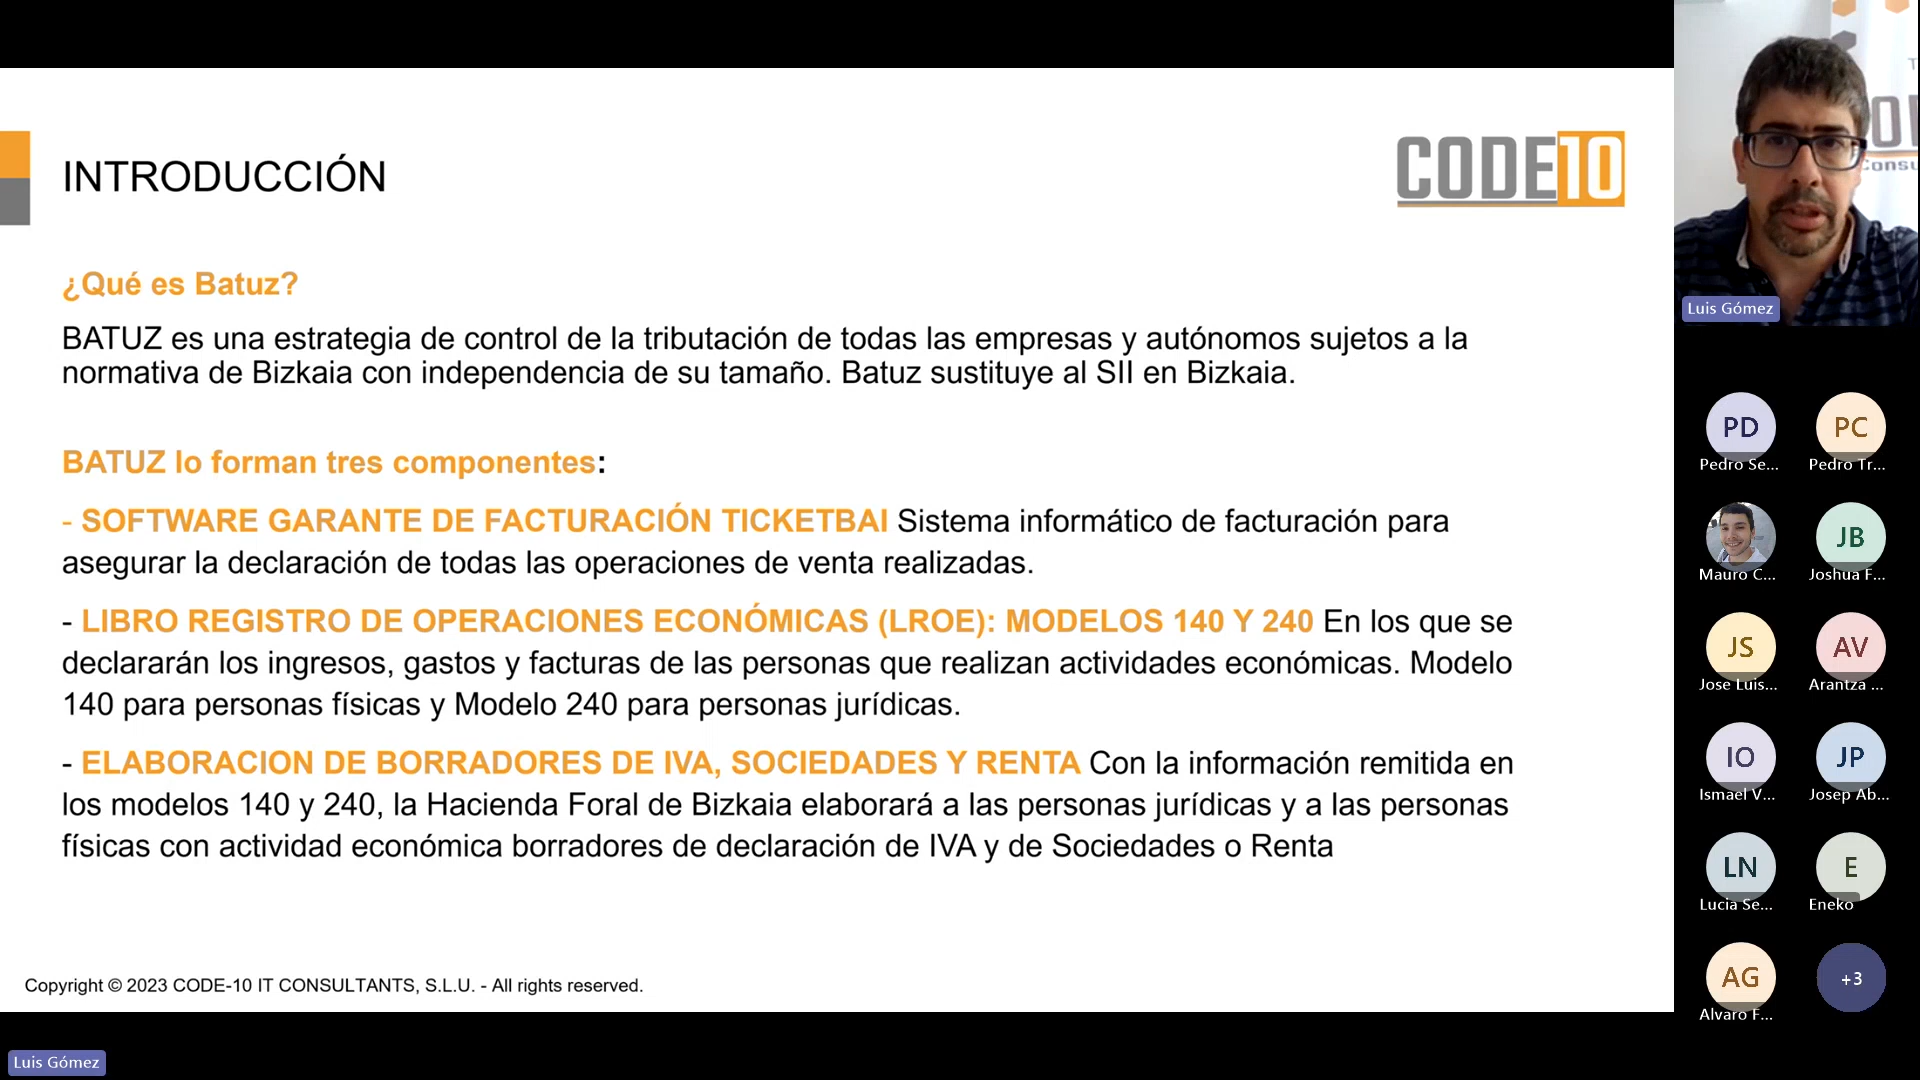 INTRODUCCIÓN
CODE10
¿Qué es Batuz?
BATUZ es una estrategia de control de la tributación de todas las empresas y autónomos sujetos a la
normativa de Bizkaia con independencia de su tamaño. Batuz sustituye al SII en Bizkaia.
BATUZ lo forman tres componentes:
- SOFTWARE GARANTE DE FACTURACIÓN TICKETBAI Sistema informático de facturación para
asegurar la declaración de todas las operaciones de venta realizadas.
- LIBRO REGISTRO DE OPERACIONES ECONÓMICAS (LROE): MODELOS 140 Y 240 En los que se
declararán los ingresos, gastos y facturas de las personas que realizan actividades económicas. Modelo
140 para personas físicas y Modelo 240 para personas jurídicas.
- ELABORACION DE BORRADORES DE IVA, SOCIEDADES Y RENTA Con la información remitida en
los modelos 140 y 240, la Hacienda Foral de Bizkaia elaborará a las personas jurídicas y a las personas
físicas con actividad económica borradores de declaración de IVA y de Sociedades o Renta
Copyright © 2023 CODE-10 IT CONSULTANTS, S.L.U. - All rights reserved.
Luis Gómez
Luis Gómez
PD PC
Pedro Se... Pedro Tr...
JB
Mauro C... Joshua F...
JS AV
Jose Luis... Arantza ...
IO JP
Ismael V... Josep Ab...
LN E
Lucia Se... Eneko
AG +3
Alvaro F...